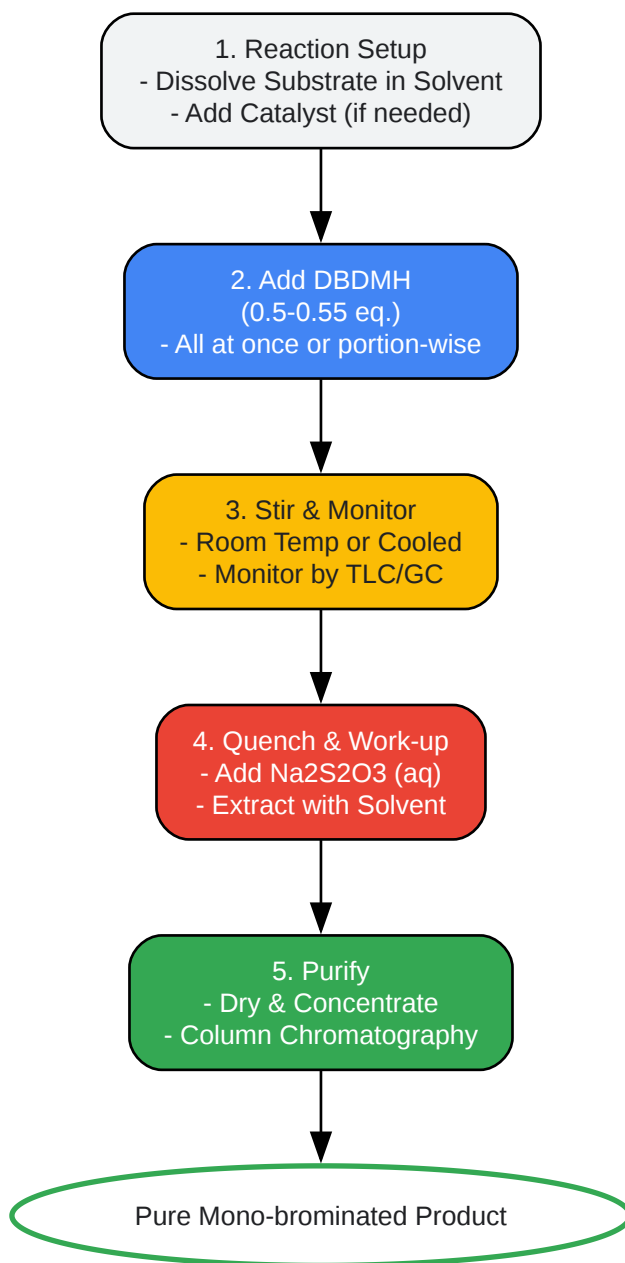 1. Reaction Setup
- Dissolve Substrate in Solvent
- Add Catalyst (if needed)
2. Add DBDMH
(0.5-0.55 eq.)
- All at once or portion-wise
3. Stir & Monitor
- Room Temp or Cooled
- Monitor by TLC/GC
4. Quench & Work-up
- Add Na2S2O3 (aq)
- Extract with Solvent
5. Purify
- Dry & Concentrate
- Column Chromatography
Pure Mono-brominated Product